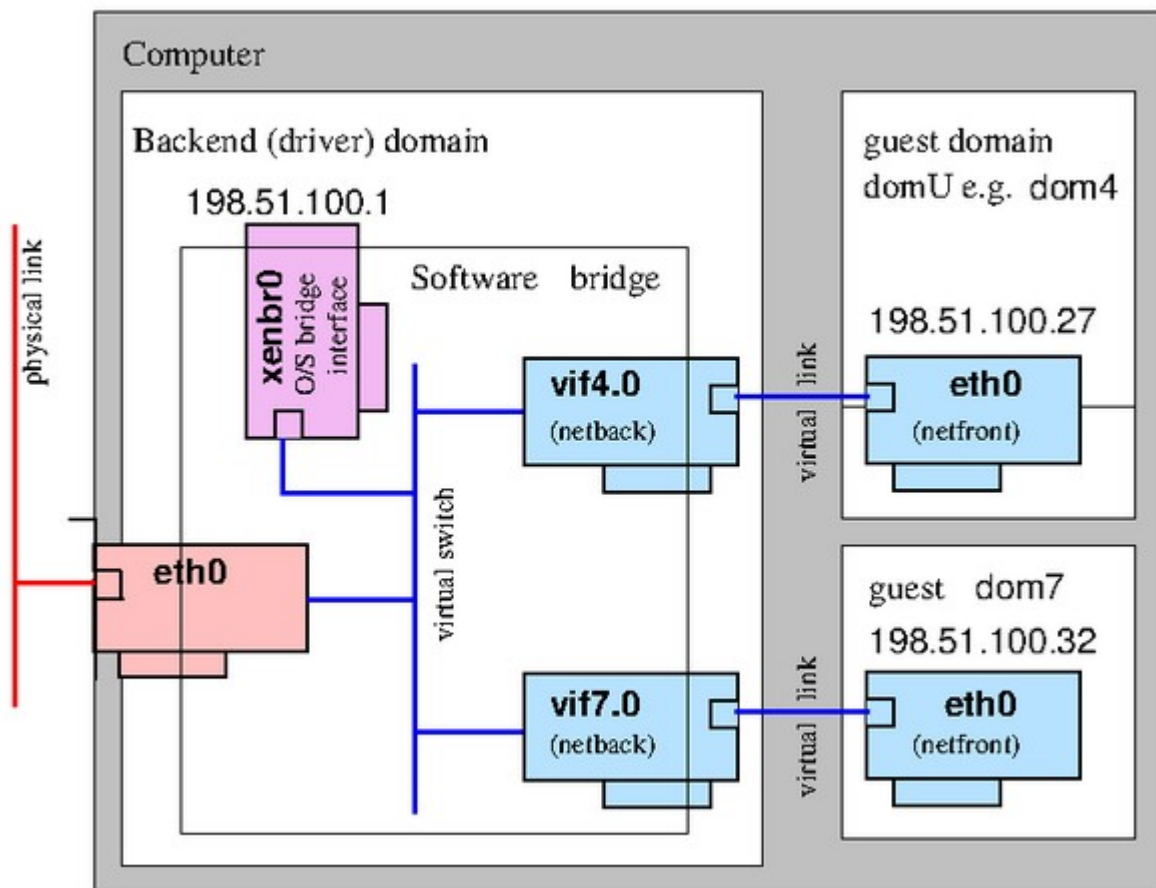 Computer
Backend (driver) domain
198.51.100.1
xenbr0
O/S bridge
interface
Software bridge
physical link
eth0
virtual switch
vif4.0
(netback)
vif7.0
(netback)
virtual link
virtual link
guest domain
domU e.g. dom4
198.51.100.27
eth0
(netfront)
guest dom7
198.51.100.32
eth0
(netfront)